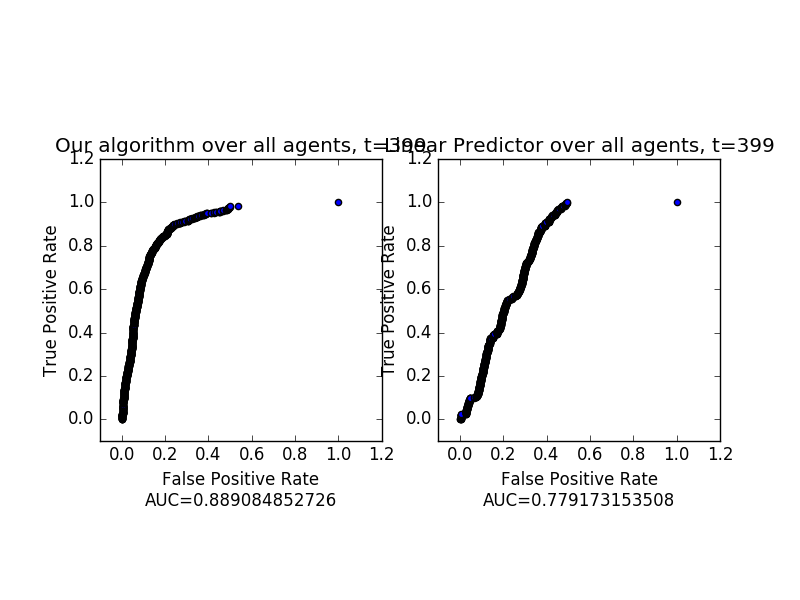 Our algorithm over all agents, t=399
Linear Predictor over all agents, t=399
True Positive Rate
1.2
1.0
0.8
0.6
0.4
0.2
0.0
0.0 0.2 0.4 0.6 0.8 1.0 1.2
False Positive Rate
AUC=0.889084852726
True Positive Rate
1.2
1.0
0.8
0.6
0.4
0.2
0.0
0.0 0.2 0.4 0.6 0.8 1.0 1.2
False Positive Rate
AUC=0.779173153508